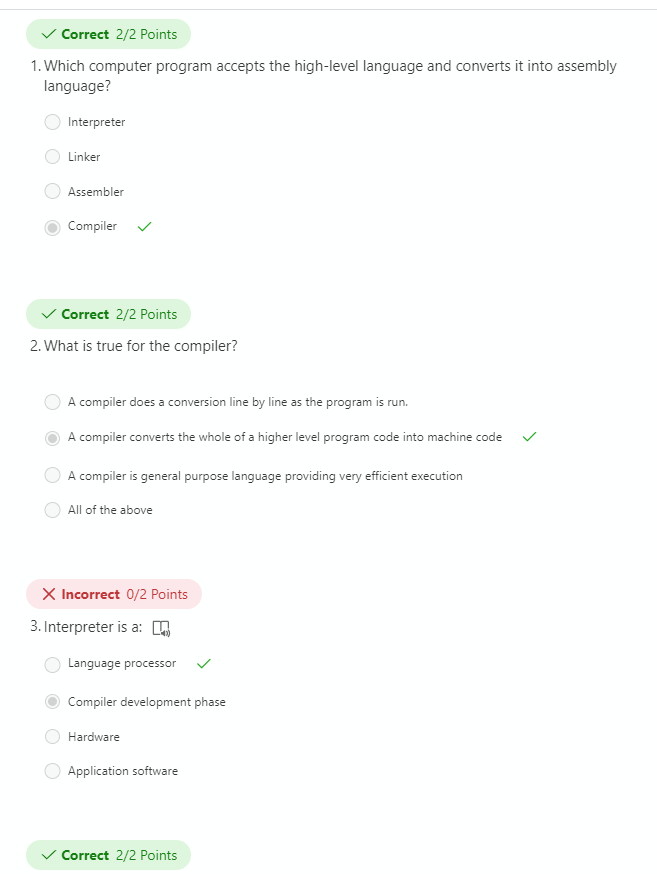 Correct 2/2 Points
1. Which computer program accepts the high-level language and converts it into assembly
language?
Interpreter
Linker
Assembler
Compiler
Correct 2/2 Points
2. What is true for the compiler?
A compiler does a conversion line by line as the program is run.
A compiler converts the whole of a higher level program code into machine code
A compiler is general purpose language providing very efficient execution
All of the above
Incorrect 0/2 Points
3. Interpreter is a:
Language processor
Compiler development phase
Hardware
Application software
Correct 2/2 Points